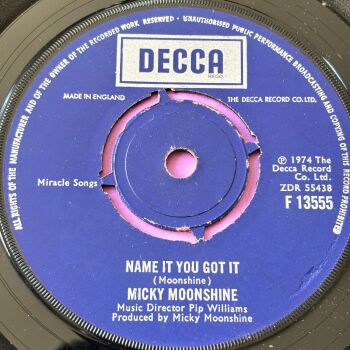 ALL RIGHTS OF THE MANUFACTURER AND OF THE OWNER OF THE RECORDED WORK RESERVED • UNAUTHORISED PUBLIC PERFORMANCE BROADCASTING AND COPYING OF THIS RECORD PROHIBITED
DECCA
REGD.
MADE IN ENGLAND
THE DECCA RECORD CO. LTD.
Miracle Songs
℗ 1974 The
Decca Record
Co. Ltd.
ZDR 55438
F 13555
NAME IT YOU GOT IT
(Moonshine)
MICKY MOONSHINE
Music Director Pip Williams
Produced by Micky Moonshine